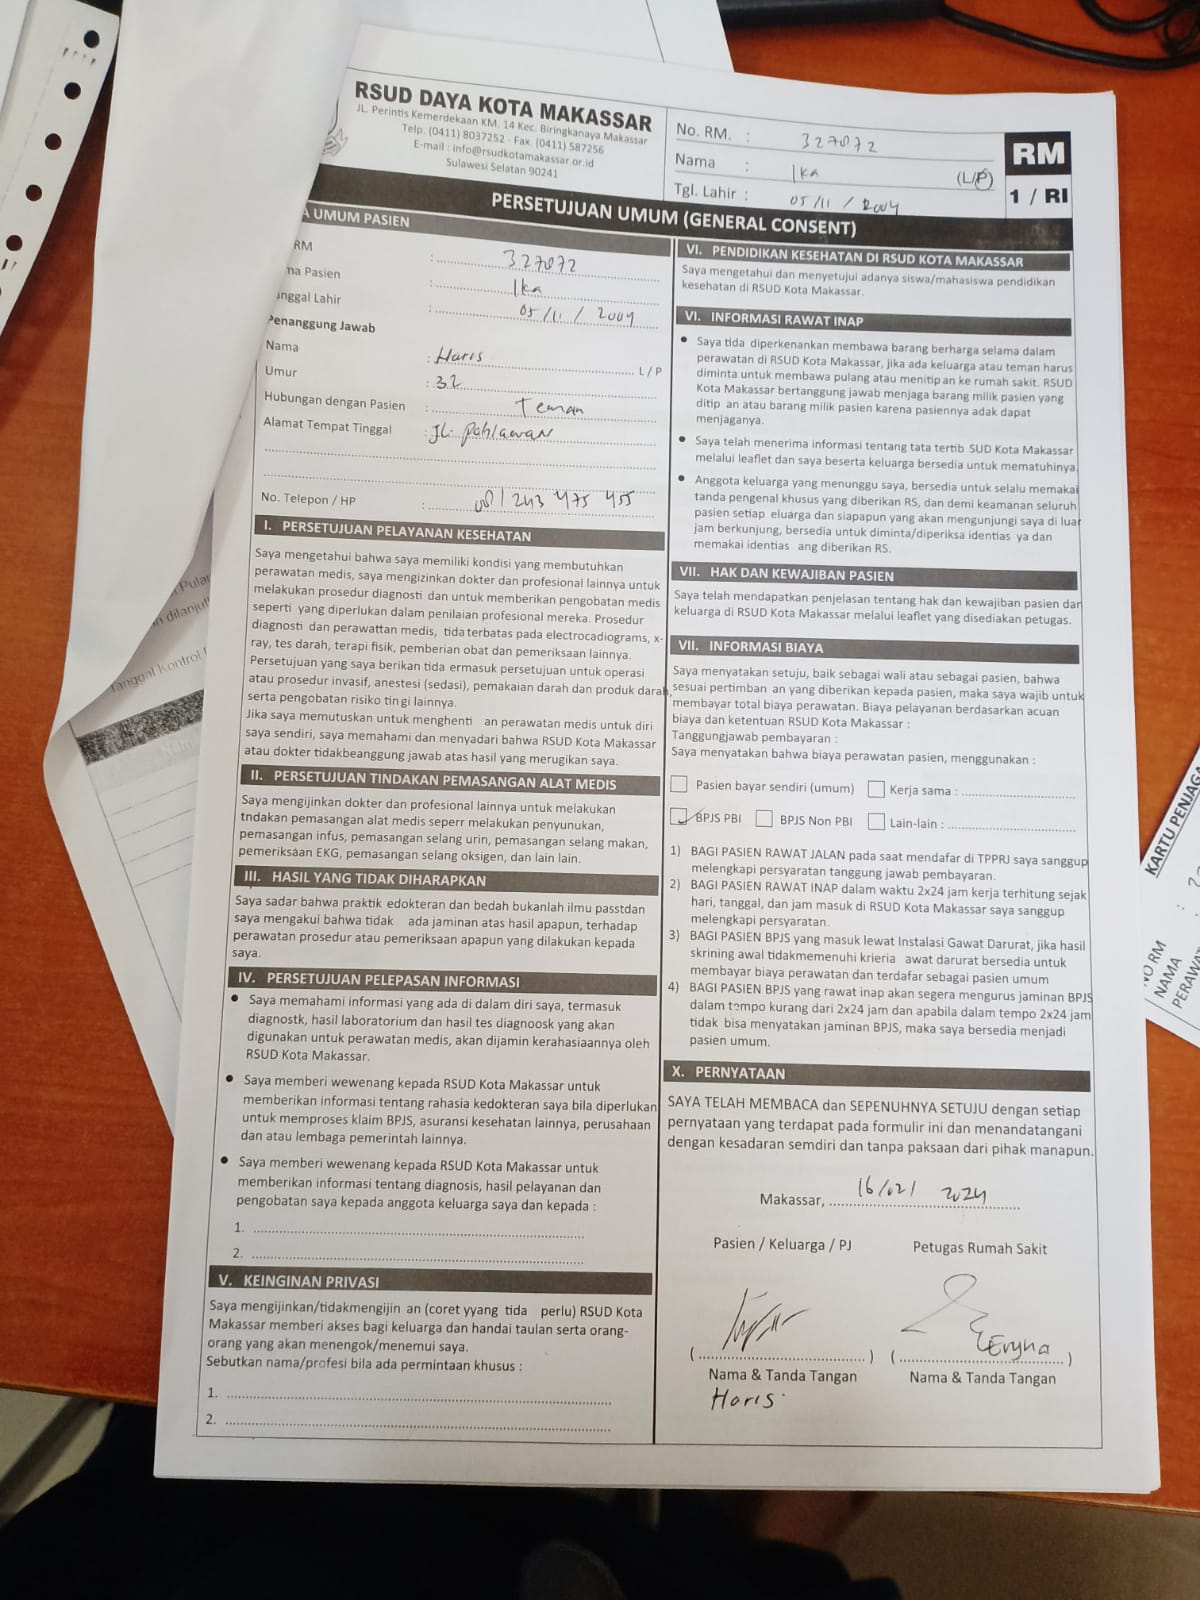 RSUD DAYA KOTA MAKASSAR
JL. Perintis Kemerdekaan KM. 14 Kec. Biringkanaya Makassar
Telp. (0411) 8037252 - Fax. (0411) 587256
E-mail : info@rsudkotamakassar.or.id
Sulawesi Selatan 90241
No. RM. : 327072
Nama : Ika (L/P)
Tgl. Lahir : 05/11/2004
RM
1 / RI
PERSETUJUAN UMUM (GENERAL CONSENT)
A UMUM PASIEN
RM : 327072
ma Pasien : Ika
nggal Lahir : 05/11/2004
Penanggung Jawab
Nama : Haris L / P
Umur : 32
Hubungan dengan Pasien : Teman
Alamat Tempat Tinggal : JL. Pahlawan
No. Telepon / HP : 081 243 475 455
I. PERSETUJUAN PELAYANAN KESEHATAN
Saya mengetahui bahwa saya memiliki kondisi yang membutuhkan
perawatan medis, saya mengizinkan dokter dan profesional lainnya untuk
melakukan prosedur diagnosti dan untuk memberikan pengobatan medis
seperti yang diperlukan dalam penilaian profesional mereka. Prosedur
diagnosti dan perawattan medis, tida terbatas pada electrocadiograms, x-
ray, tes darah, terapi fisik, pemberian obat dan pemeriksaan lainnya.
Persetujuan yang saya berikan tida ermasuk persetujuan untuk operasi
atau prosedur invasif, anestesi (sedasi), pemakaian darah dan produk darah,
serta pengobatan risiko tin gi lainnya.
Jika saya memutuskan untuk menghenti an perawatan medis untuk diri
saya sendiri, saya memahami dan menyadari bahwa RSUD Kota Makassar
atau dokter tidakbeanggung jawab atas hasil yang merugikan saya.
II. PERSETUJUAN TINDAKAN PEMASANGAN ALAT MEDIS
Saya mengijinkan dokter dan profesional lainnya untuk melakukan
tndakan pemasangan alat medis seperr melakukan penyunukan,
pemasangan infus, pemasangan selang urin, pemasangan selang makan,
pemeriksaan EKG, pemasangan selang oksigen, dan lain lain.
III. HASIL YANG TIDAK DIHARAPKAN
Saya sadar bahwa praktik edokteran dan bedah bukanlah ilmu passtdan
saya mengakui bahwa tidak ada jaminan atas hasil apapun, terhadap
perawatan prosedur atau pemeriksaan apapun yang dilakukan kepada
saya.
IV. PERSETUJUAN PELEPASAN INFORMASI
• Saya memahami informasi yang ada di dalam diri saya, termasuk
diagnostk, hasil laboratorium dan hasil tes diagnoosk yang akan
digunakan untuk perawatan medis, akan dijamin kerahasiaannya oleh
RSUD Kota Makassar.
• Saya memberi wewenang kepada RSUD Kota Makassar untuk
memberikan informasi tentang rahasia kedokteran saya bila diperlukan
untuk memproses klaim BPJS, asuransi kesehatan lainnya, perusahaan
dan atau lembaga pemerintah lainnya.
• Saya memberi wewenang kepada RSUD Kota Makassar untuk
memberikan informasi tentang diagnosis, hasil pelayanan dan
pengobatan saya kepada anggota keluarga saya dan kepada :
1.
2.
V. KEINGINAN PRIVASI
Saya mengijinkan/tidakmengijin an (coret yyang tida perlu) RSUD Kota
Makassar memberi akses bagi keluarga dan handai taulan serta orang-
orang yang akan menengok/menemui saya.
Sebutkan nama/profesi bila ada permintaan khusus :
1.
2.
VI. PENDIDIKAN KESEHATAN DI RSUD KOTA MAKASSAR
Saya mengetahui dan menyetujui adanya siswa/mahasiswa pendidikan
kesehatan di RSUD Kota Makassar.
VI. INFORMASI RAWAT INAP
• Saya tida diperkenankan membawa barang berharga selama dalam
perawatan di RSUD Kota Makassar, jika ada keluarga atau teman harus
diminta untuk membawa pulang atau menitip an ke rumah sakit. RSUD
Kota Makassar bertanggung jawab menjaga barang milik pasien yang
ditip an atau barang milik pasien karena pasiennya adak dapat
menjaganya.
• Saya telah menerima informasi tentang tata tertib SUD Kota Makassar
melalui leaflet dan saya beserta keluarga bersedia untuk mematuhinya.
• Anggota keluarga yang menunggu saya, bersedia untuk selalu memakai
tanda pengenal khusus yang diberikan RS, dan demi keamanan seluruh
pasien setiap eluarga dan siapapun yang akan mengunjungi saya di luar
jam berkunjung, bersedia untuk diminta/diperiksa identias ya dan
memakai identias ang diberikan RS.
VII. HAK DAN KEWAJIBAN PASIEN
Saya telah mendapatkan penjelasan tentang hak dan kewajiban pasien dan
keluarga di RSUD Kota Makassar melalui leaflet yang disediakan petugas.
VII. INFORMASI BIAYA
Saya menyatakan setuju, baik sebagai wali atau sebagai pasien, bahwa
sesuai pertimban an yang diberikan kepada pasien, maka saya wajib untuk
membayar total biaya perawatan. Biaya pelayanan berdasarkan acuan
biaya dan ketentuan RSUD Kota Makassar :
Tanggungjawab pembayaran :
Saya menyatakan bahwa biaya perawatan pasien, menggunakan :
Pasien bayar sendiri (umum) Kerja sama :
BPJS PBI BPJS Non PBI Lain-lain :
1) BAGI PASIEN RAWAT JALAN pada saat mendafar di TPPRJ saya sanggup
melengkapi persyaratan tanggung jawab pembayaran.
2) BAGI PASIEN RAWAT INAP dalam waktu 2x24 jam kerja terhitung sejak
hari, tanggal, dan jam masuk di RSUD Kota Makassar saya sanggup
melengkapi persyaratan.
3) BAGI PASIEN BPJS yang masuk lewat Instalasi Gawat Darurat, jika hasil
skrining awal tidakmemenuhi krieria awat darurat bersedia untuk
membayar biaya perawatan dan terdafar sebagai pasien umum
4) BAGI PASIEN BPJS yang rawat inap akan segera mengurus jaminan BPJS
dalam tempo kurang dari 2x24 jam dan apabila dalam tempo 2x24 jam
tidak bisa menyatakan jaminan BPJS, maka saya bersedia menjadi
pasien umum.
X. PERNYATAAN
SAYA TELAH MEMBACA dan SEPENUHNYA SETUJU dengan setiap
pernyataan yang terdapat pada formulir ini dan menandatangani
dengan kesadaran semdiri dan tanpa paksaan dari pihak manapun.
Makassar, 16/02/2024
Pasien / Keluarga / PJ Petugas Rumah Sakit
Eryna
Nama & Tanda Tangan Nama & Tanda Tangan
Haris
dilanjut
Tanggal Kontrol
KARTU PENJAGA
NO RM
NAMA
PERAWAT